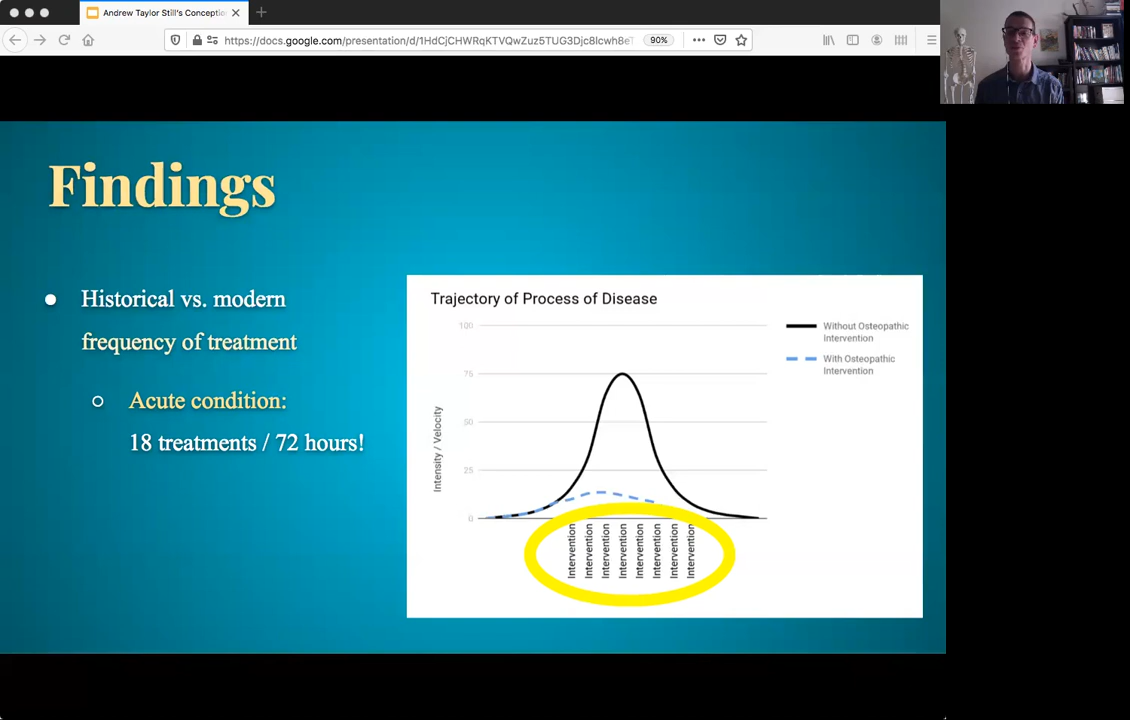 Andrew Taylor Still's Conceptio
https://docs.google.com/presentation/d/1HdCjCHWRqKTVQwZuz5TUG3Djc8lcwh8eT
90%
Findings
Historical vs. modern
frequency of treatment
Acute condition:
18 treatments / 72 hours!
Trajectory of Process of Disease
100
75
50
25
0
Intensity / Velocity
Intervention
Intervention
Intervention
Intervention
Intervention
Intervention
Intervention
Intervention
Without Osteopathic
Intervention
With Osteopathic
Intervention